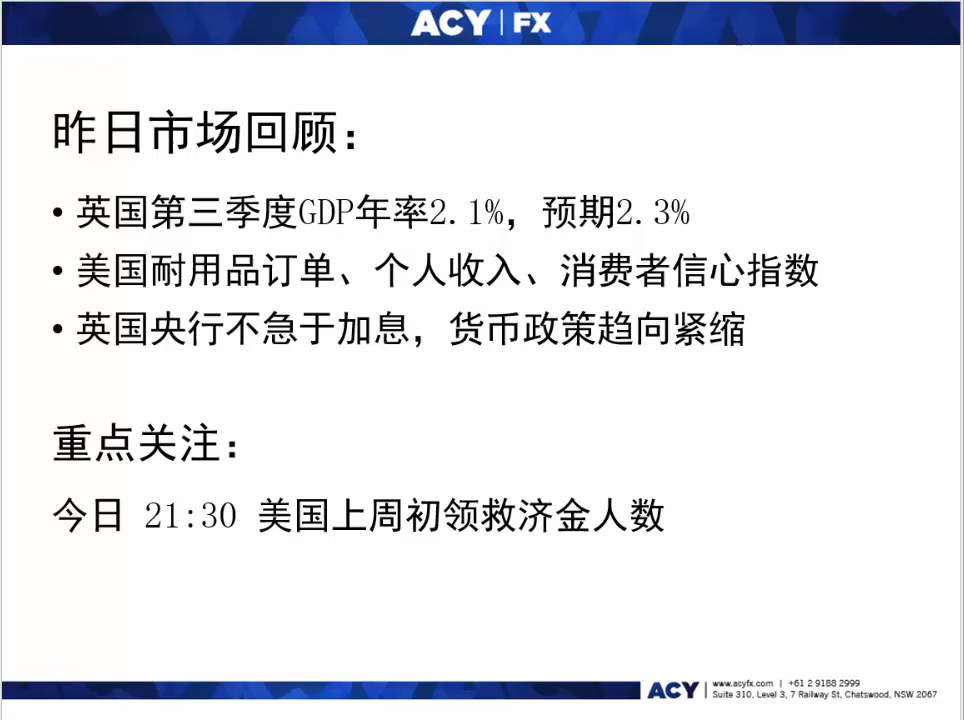 ACY | FX
昨日市场回顾：
• 英国第三季度GDP年率2.1%，预期2.3%
• 美国耐用品订单、个人收入、消费者信心指数
• 英国央行不急于加息，货币政策趋向紧缩
重点关注：
今日 21:30 美国上周初领救济金人数
ACY
www.acyfx.com | +61 2 9188 2999
Suite 310, Level 3, 7 Railway St, Chatswood, NSW 2067